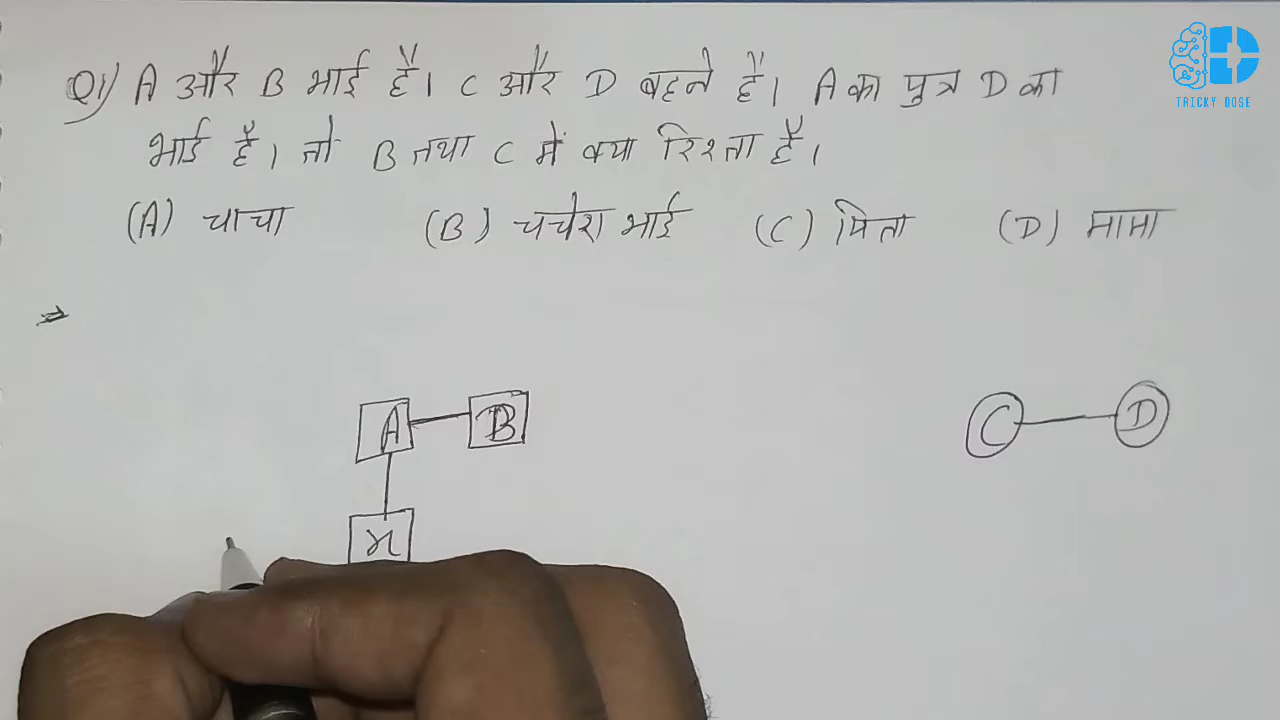 Q1) A और B भाई हैं। C और D बहने हैं। A का पुत्र D का
भाई है। तो B तथा C में क्या रिश्ता है।
(A) चाचा (B) चचेरा भाई (C) पिता (D) मामा
A B C D
x
TRICKY DOSE